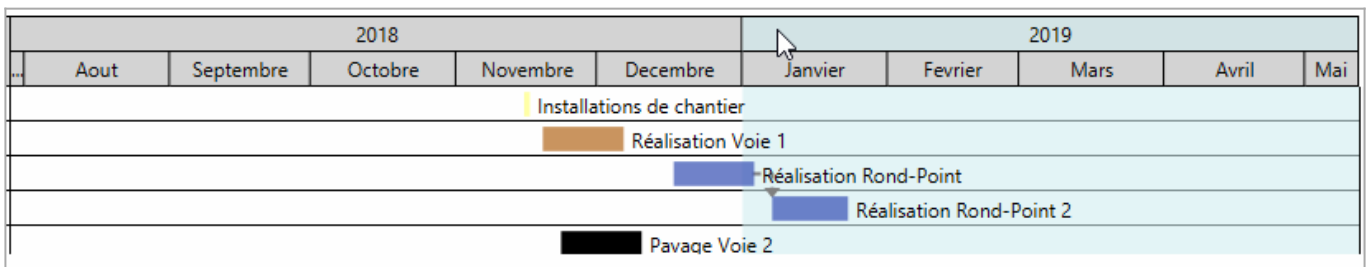 2018 2019
... Aout Septembre Octobre Novembre Decembre Janvier Fevrier Mars Avril Mai
Installations de chantier
Réalisation Voie 1
Réalisation Rond-Point
Réalisation Rond-Point 2
Pavage Voie 2